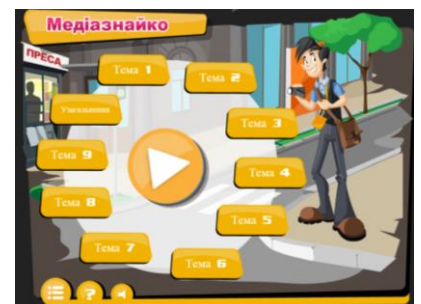 Медіазнайко
ПРЕСА
Тема 1
Тема 2
Тема 3
Тема 4
Тема 5
Тема 6
Тема 7
Тема 8
Тема 9
Узагальнення
?